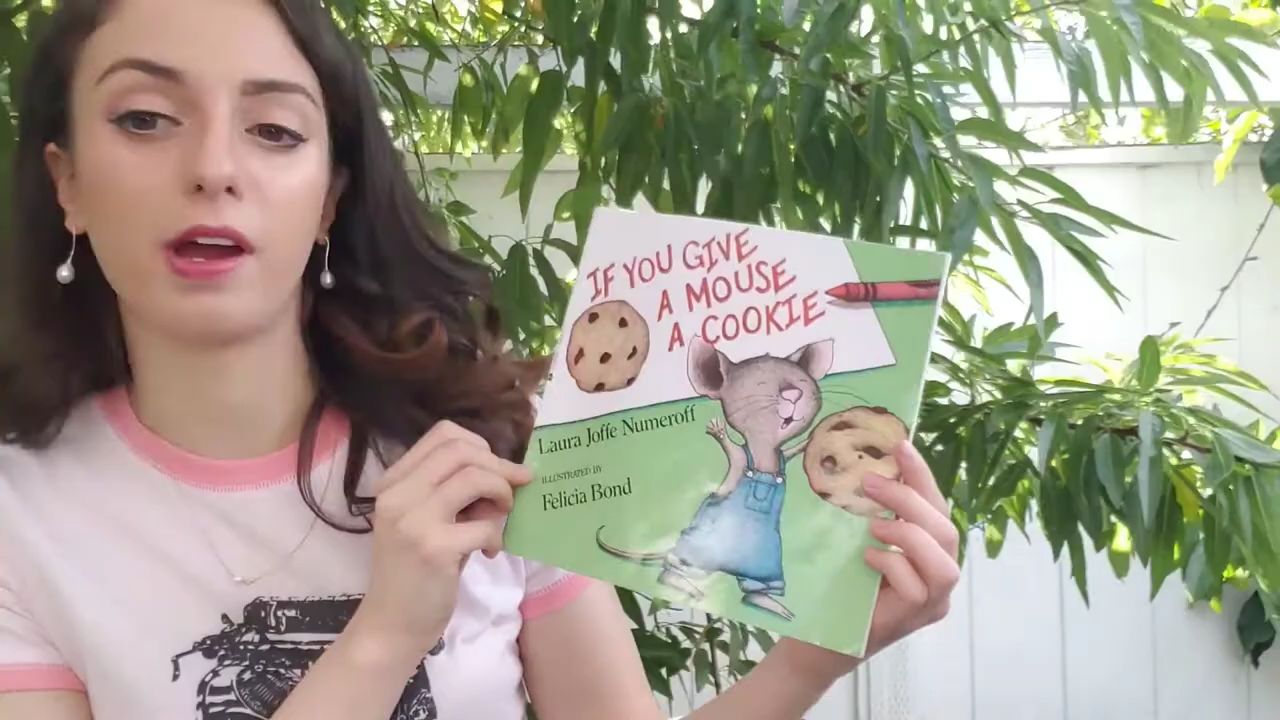 IF YOU GIVE
A MOUSE
A COOKIE
Laura Joffe Numeroff
ILLUSTRATED BY
Felicia Bond